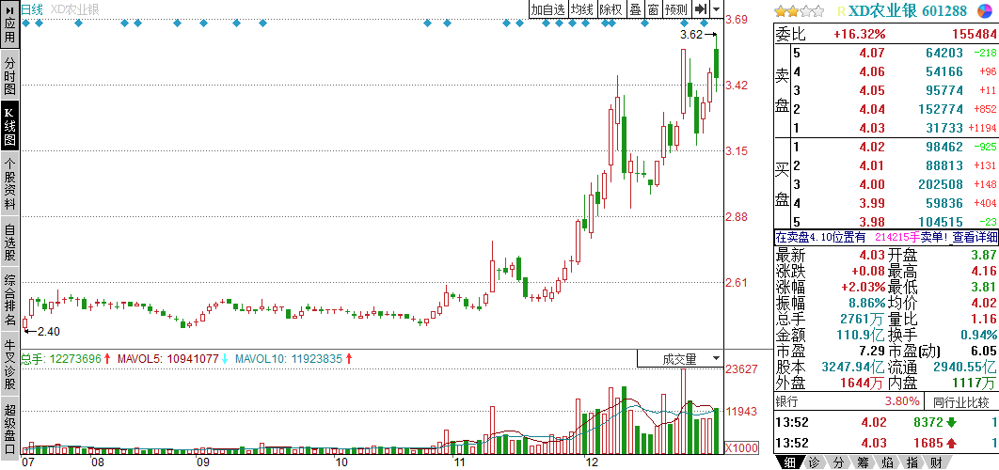 应用
分时图
K线图
个股资料
自选股
综合排名
牛叉诊股
超级盘口
日线 XD农业银
加自选 均线 除权 叠 窗 预测
3.69
3.62
3.42
3.15
2.88
2.61
2.40
总手: 12273696 MAVOL5: 10941077 MAVOL10: 11923835
成交量
23627
11943
X1000
07 08 09 10 11 12
R XD农业银 601288
委比 +16.32% 155484
卖盘
5 4.07 64203 -218
4 4.06 54166 +96
3 4.05 95774 +11
2 4.04 152774 +852
1 4.03 31733 +1194
买盘
1 4.02 98462 -925
2 4.01 88813 +131
3 4.00 202508 +148
4 3.99 59836 +404
5 3.98 104515 -23
在卖盘4.10位置有 214215手卖单! 查看详细
最新 4.03 开盘 3.87
涨跌 +0.08 最高 4.16
涨幅 +2.03% 最低 3.81
振幅 8.86% 均价 4.02
总手 2761万 量比 1.16
金额 110.9亿 换手 0.94%
市盈 7.29 市盈(动) 6.05
股本 3247.94亿 流通 2940.55亿
外盘 1644万 内盘 1117万
银行 3.80% 同行业比较
13:52 4.02 8372 1
13:52 4.03 1685
细 诊 分 筹 焰 指 财